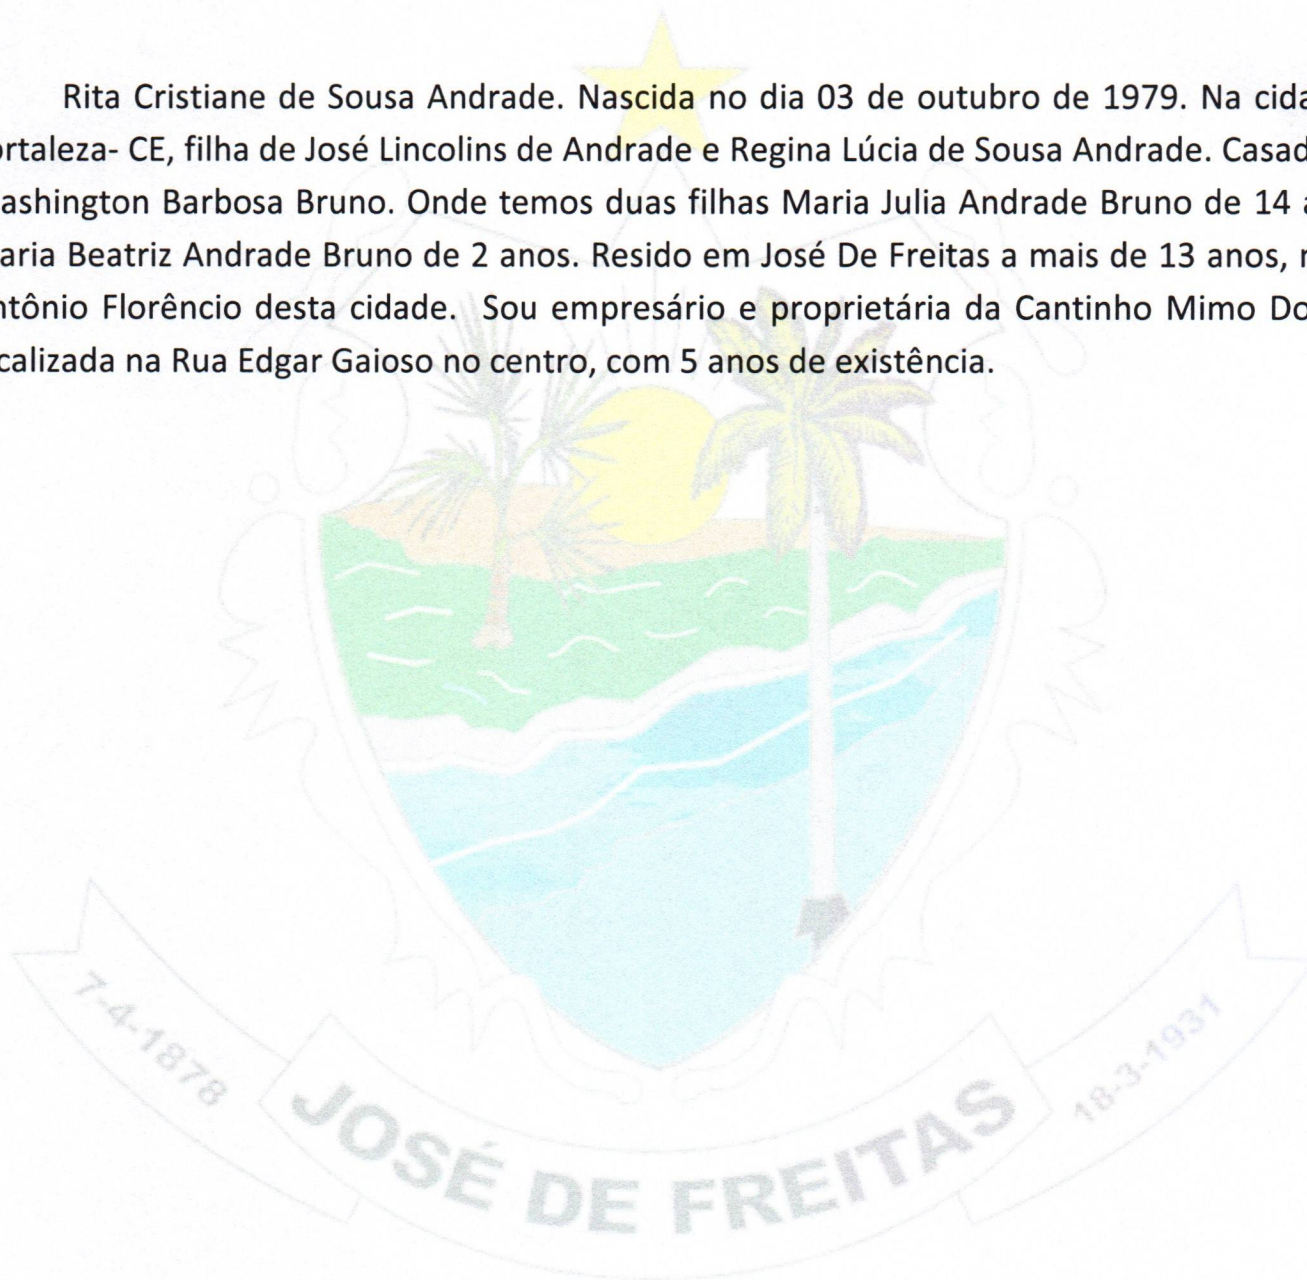 Rita Cristiane de Sousa Andrade. Nascida no dia 03 de outubro de 1979. Na cida
ortaleza- CE, filha de José Lincolins de Andrade e Regina Lúcia de Sousa Andrade. Casad
ashington Barbosa Bruno. Onde temos duas filhas Maria Julia Andrade Bruno de 14 a
aria Beatriz Andrade Bruno de 2 anos. Resido em José De Freitas a mais de 13 anos, n
ntônio Florêncio desta cidade. Sou empresário e proprietária da Cantinho Mimo Do
calizada na Rua Edgar Gaioso no centro, com 5 anos de existência.
7-4-1878
JOSÉ DE FREITAS
18-3-1931